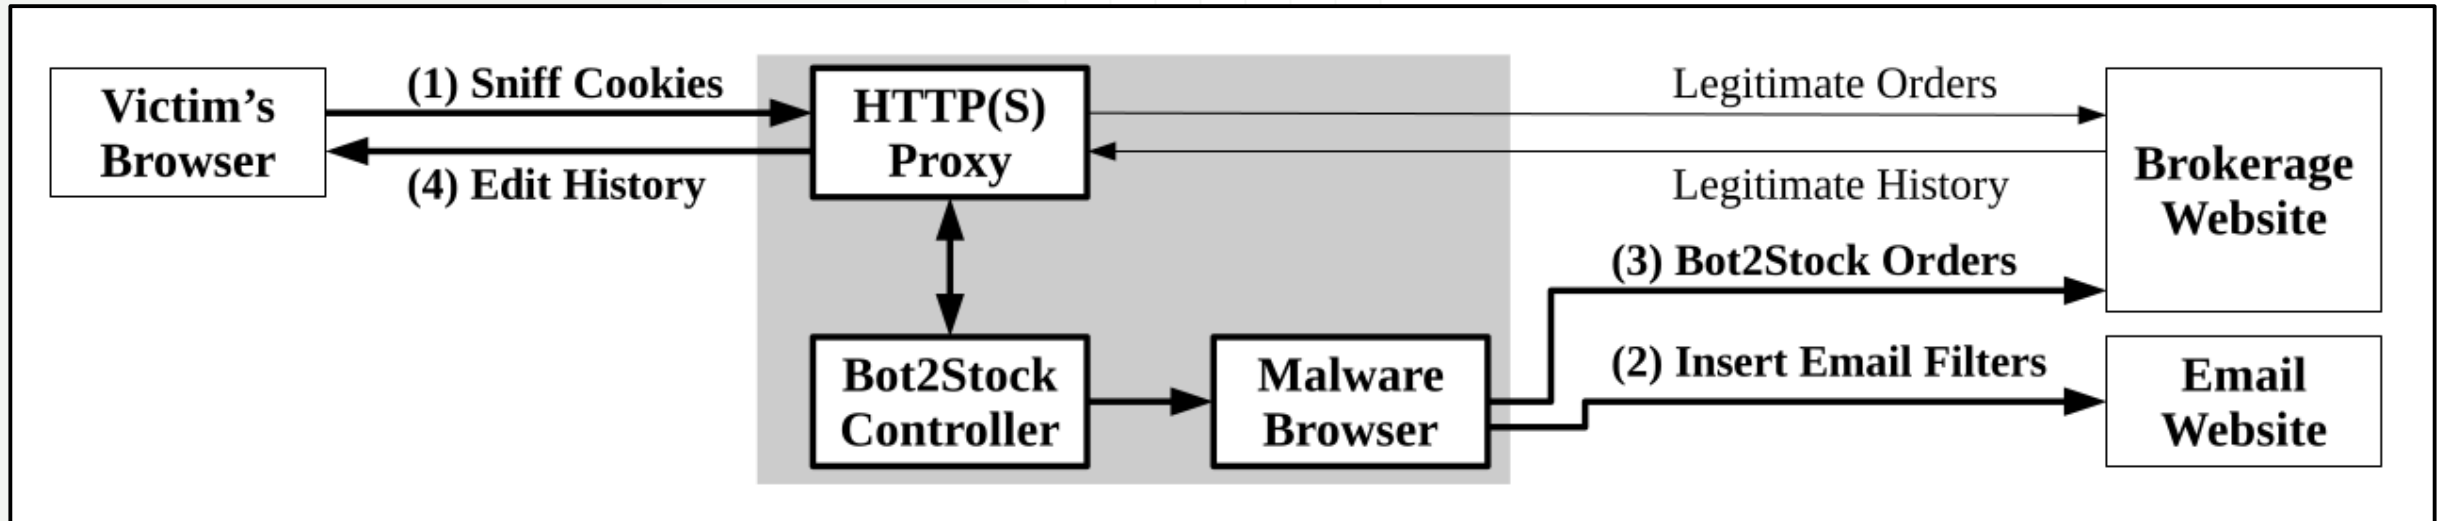 Victim’s
Browser
(1) Sniff Cookies
(4) Edit History
HTTP(S)
Proxy
Legitimate Orders
Legitimate History
Brokerage
Website
(3) Bot2Stock Orders
Bot2Stock
Controller
Malware
Browser
(2) Insert Email Filters
Email
Website